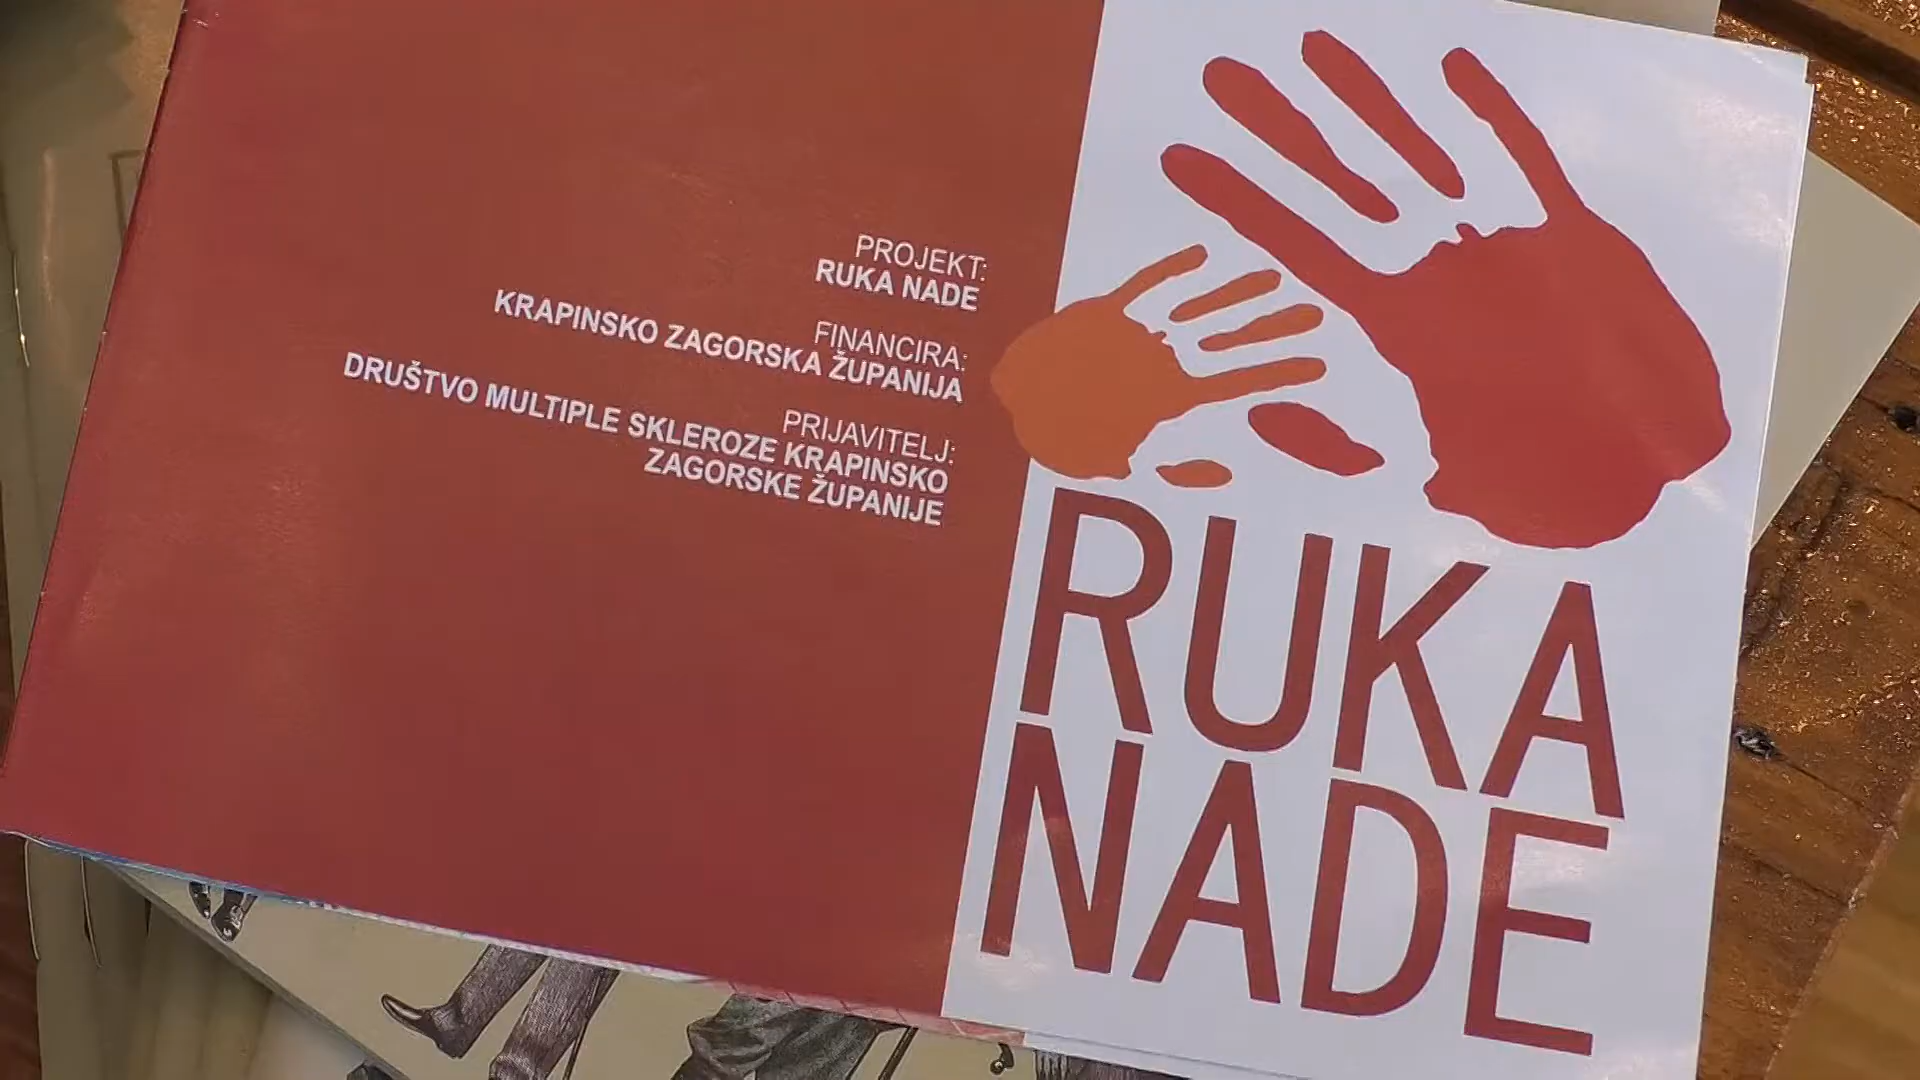 PROJEKT:
RUKA NADE
FINANCIRA:
KRAPINSKO ZAGORSKA ŽUPANIJA
PRIJAVITELJ:
DRUŠTVO MULTIPLE SKLEROZE KRAPINSKO
ZAGORSKE ŽUPANIJE
RUKA
NADE